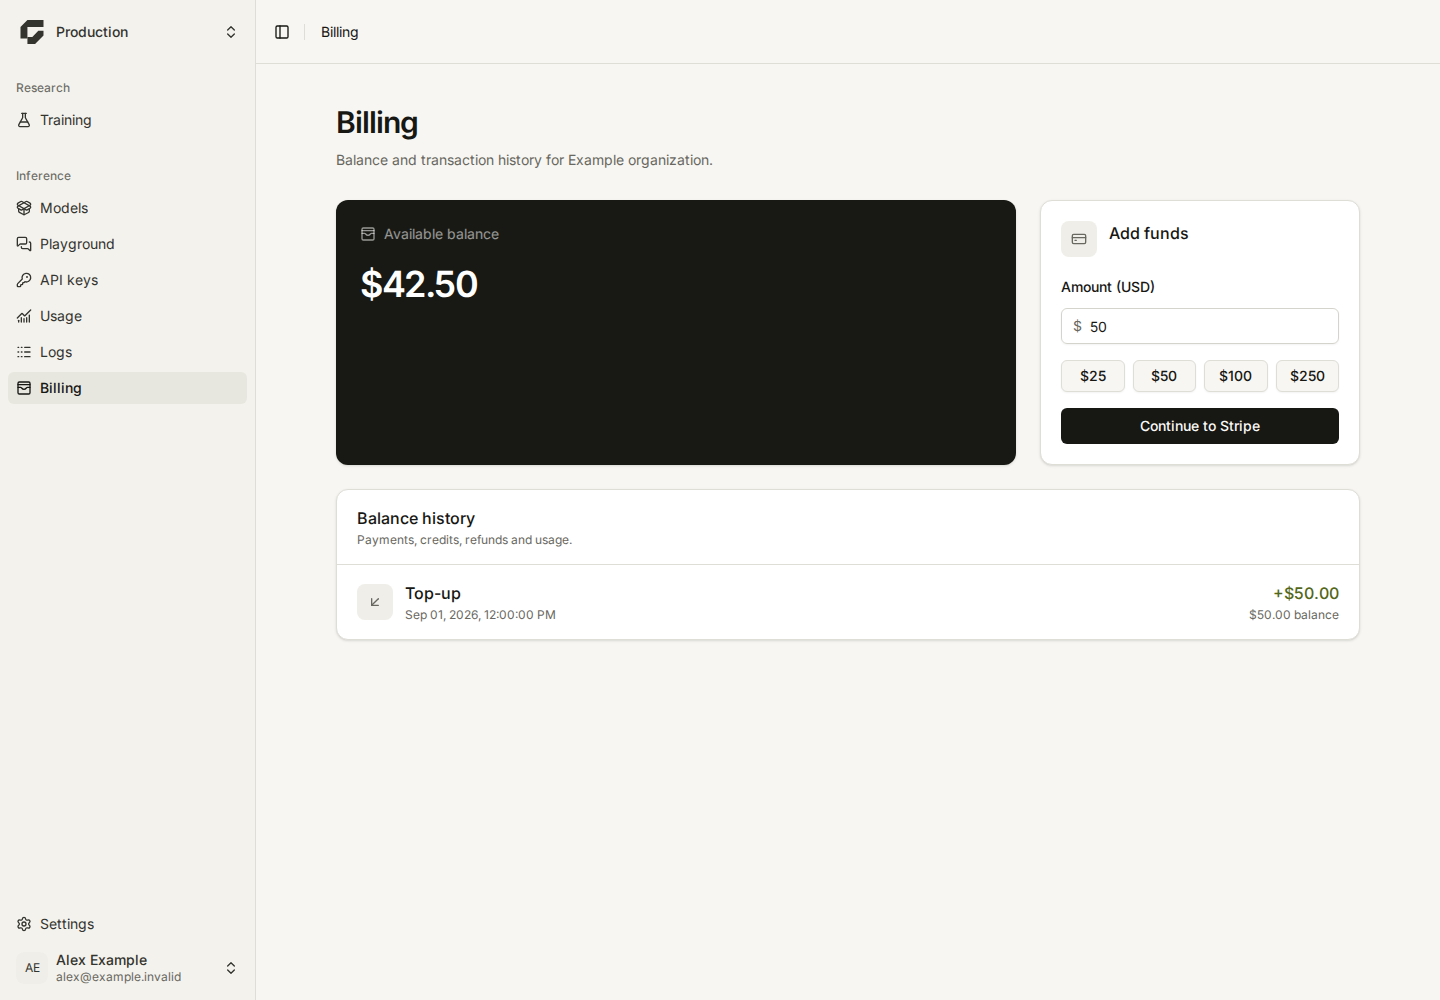 Production
Research
Training
Inference
Models
Playground
API keys
Usage
Logs
Billing
Settings
AE
Alex Example
alex@example.invalid
Billing
Billing
Balance and transaction history for Example organization.
Available balance
$42.50
Add funds
Amount (USD)
$ 50
$25 $50 $100 $250
Continue to Stripe
Balance history
Payments, credits, refunds and usage.
Top-up +$50.00
Sep 01, 2026, 12:00:00 PM $50.00 balance